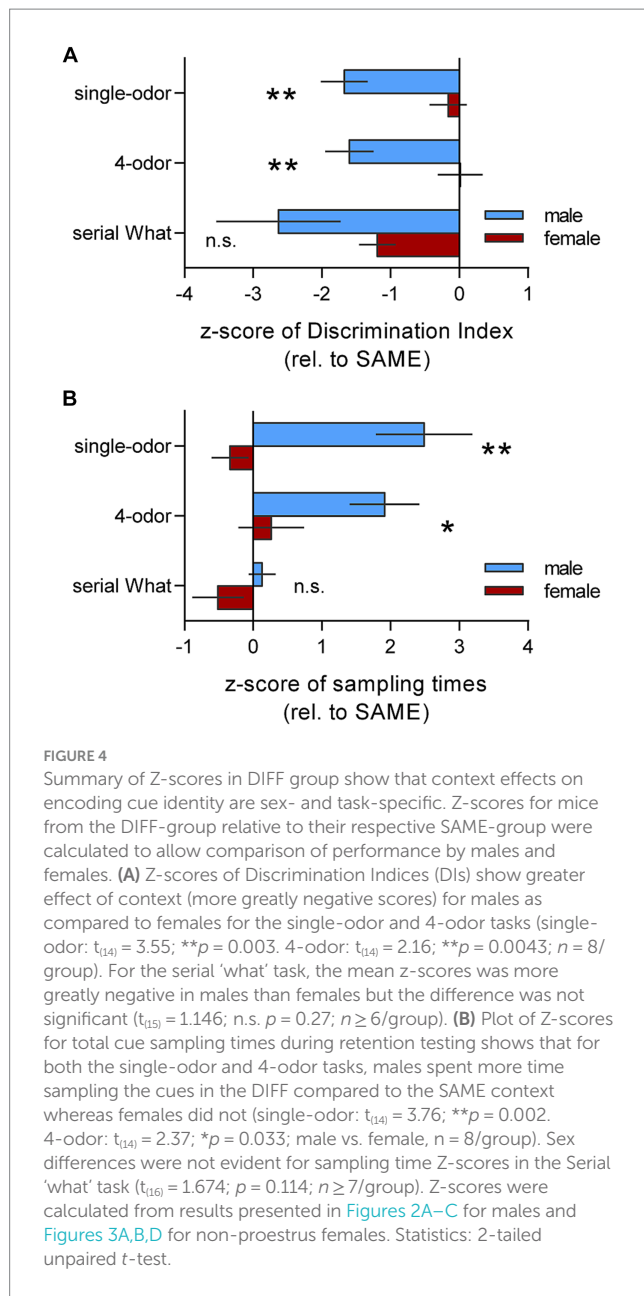 A
single-odor
**
4-odor
**
serial What
n.s.
male
female
-4 -3 -2 -1 0 1
z-score of Discrimination Index
(rel. to SAME)
B
single-odor
**
4-odor
*
serial What
n.s.
male
female
-1 0 1 2 3 4
z-score of sampling times
(rel. to SAME)
FIGURE 4
Summary of Z-scores in DIFF group show that context effects on
encoding cue identity are sex- and task-specific. Z-scores for mice
from the DIFF-group relative to their respective SAME-group were
calculated to allow comparison of performance by males and
females. (A) Z-scores of Discrimination Indices (DIs) show greater
effect of context (more greatly negative scores) for males as
compared to females for the single-odor and 4-odor tasks (single-
odor: t(14) = 3.55; **p = 0.003. 4-odor: t(14) = 2.16; **p = 0.0043; n = 8/
group). For the serial ‘what’ task, the mean z-scores was more
greatly negative in males than females but the difference was not
significant (t(15) = 1.146; n.s. p = 0.27; n ≥ 6/group). (B) Plot of Z-scores
for total cue sampling times during retention testing shows that for
both the single-odor and 4-odor tasks, males spent more time
sampling the cues in the DIFF compared to the SAME context
whereas females did not (single-odor: t(14) = 3.76; **p = 0.002.
4-odor: t(14) = 2.37; *p = 0.033; male vs. female, n = 8/group). Sex
differences were not evident for sampling time Z-scores in the Serial
‘what’ task (t(16) = 1.674; p = 0.114; n ≥ 7/group). Z-scores were
calculated from results presented in Figures 2A–C for males and
Figures 3A,B,D for non-proestrus females. Statistics: 2-tailed
unpaired t-test.